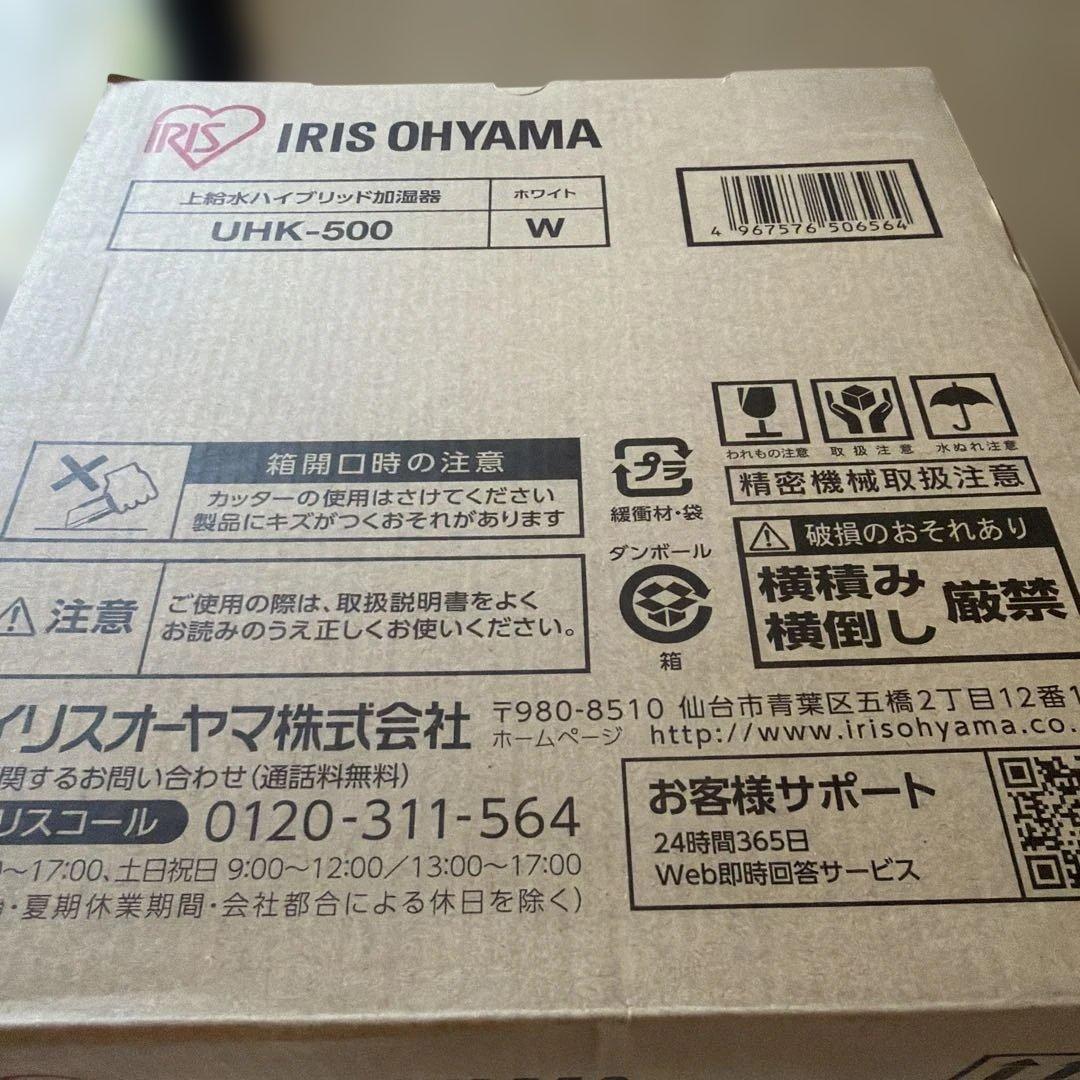 IRIS
IRIS OHYAMA
上給水ハイブリッド加湿器
ホワイト
UHK-500
W
4 967576 506564
われもの注意
取扱注意
水ぬれ注意
精密機械取扱注意
箱開口時の注意
カッターの使用はさけてください
製品にキズがつくおそれがあります
プラ
緩衝材・袋
ダンボール
箱
破損のおそれあり
横積み
横倒し
厳禁
注意
ご使用の際は、取扱説明書をよく
お読みのうえ正しくお使いください。
イリスオーヤマ株式会社
〒980-8510 仙台市青葉区五橋2丁目12番1
ホームページ http://www.irisohyama.co.
関するお問い合わせ(通話料無料)
リスコール 0120-311-564
〜17:00、土日祝日 9:00〜12:00/13:00〜17:00
・夏期休業期間・会社都合による休日を除く)
お客様サポート
24時間365日
Web即時回答サービス